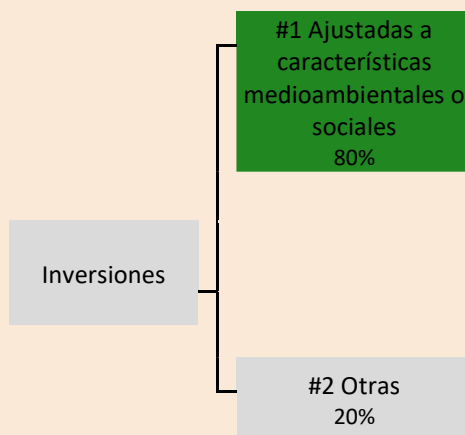 #1 Ajustadas a
características
medioambientales o
sociales
80%
Inversiones
#2 Otras
20%